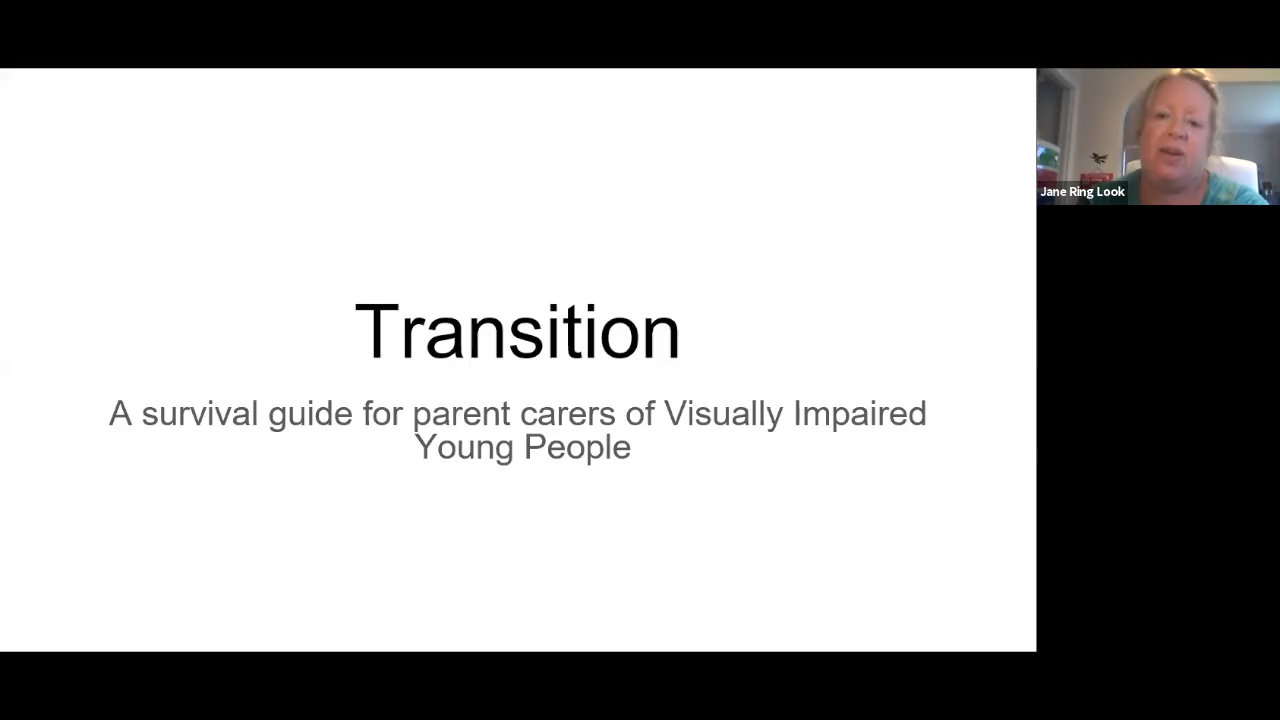 Transition
A survival guide for parent carers of Visually Impaired
Young People
Jane Ring Look